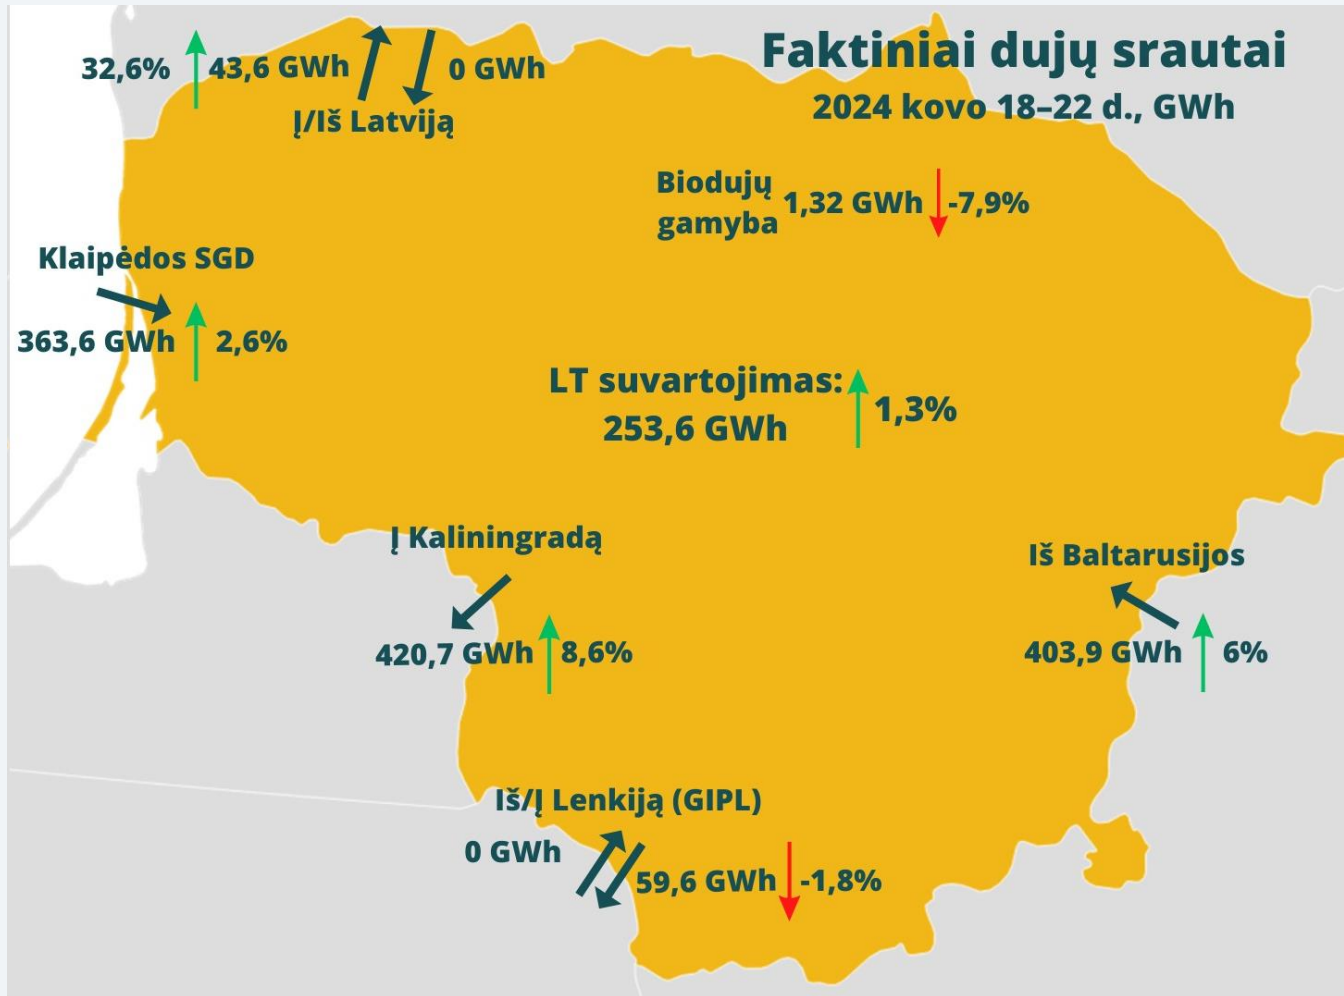 Faktiniai dujų srautai
2024 kovo 18–22 d., GWh
32,6% 43,6 GWh 0 GWh
Į/Iš Latviją
Biodujų
gamyba 1,32 GWh -7,9%
Klaipėdos SGD
363,6 GWh 2,6%
LT suvartojimas:
253,6 GWh 1,3%
Į Kaliningradą
420,7 GWh 8,6%
Iš Baltarusijos
403,9 GWh 6%
Iš/Į Lenkiją (GIPL)
0 GWh
59,6 GWh -1,8%